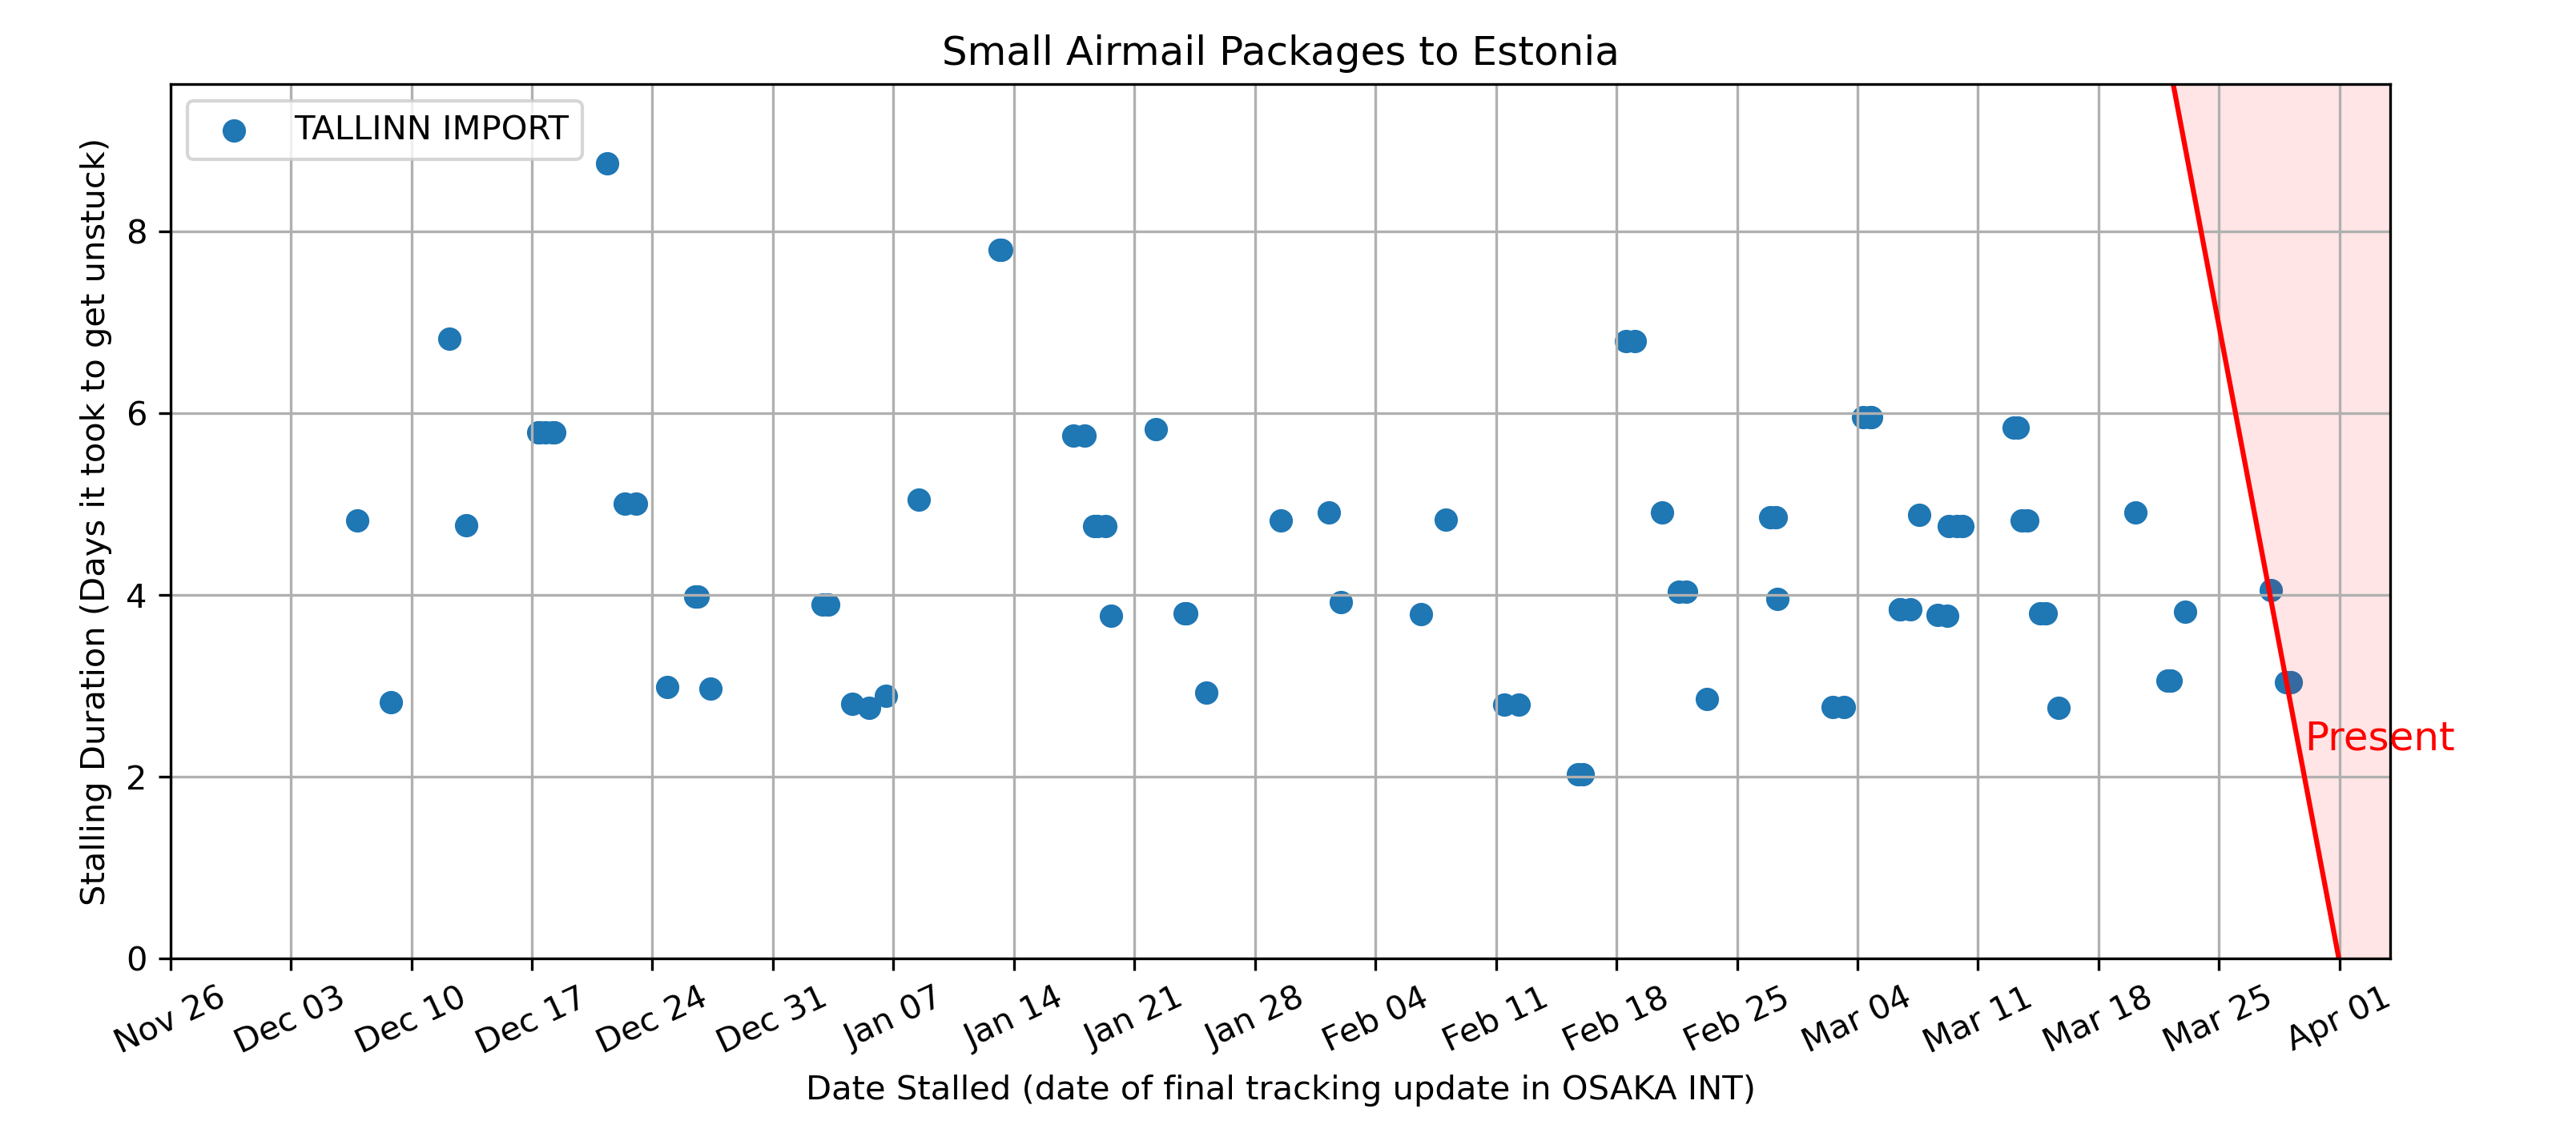 Small Airmail Packages to Estonia
TALLINN IMPORT
Stalling Duration (Days it took to get unstuck)
8
6
4
2
0
Present
Nov 26
Dec 03
Dec 10
Dec 17
Dec 24
Dec 31
Jan 07
Jan 14
Jan 21
Jan 28
Feb 04
Feb 11
Feb 18
Feb 25
Mar 04
Mar 11
Mar 18
Mar 25
Apr 01
Date Stalled (date of final tracking update in OSAKA INT)